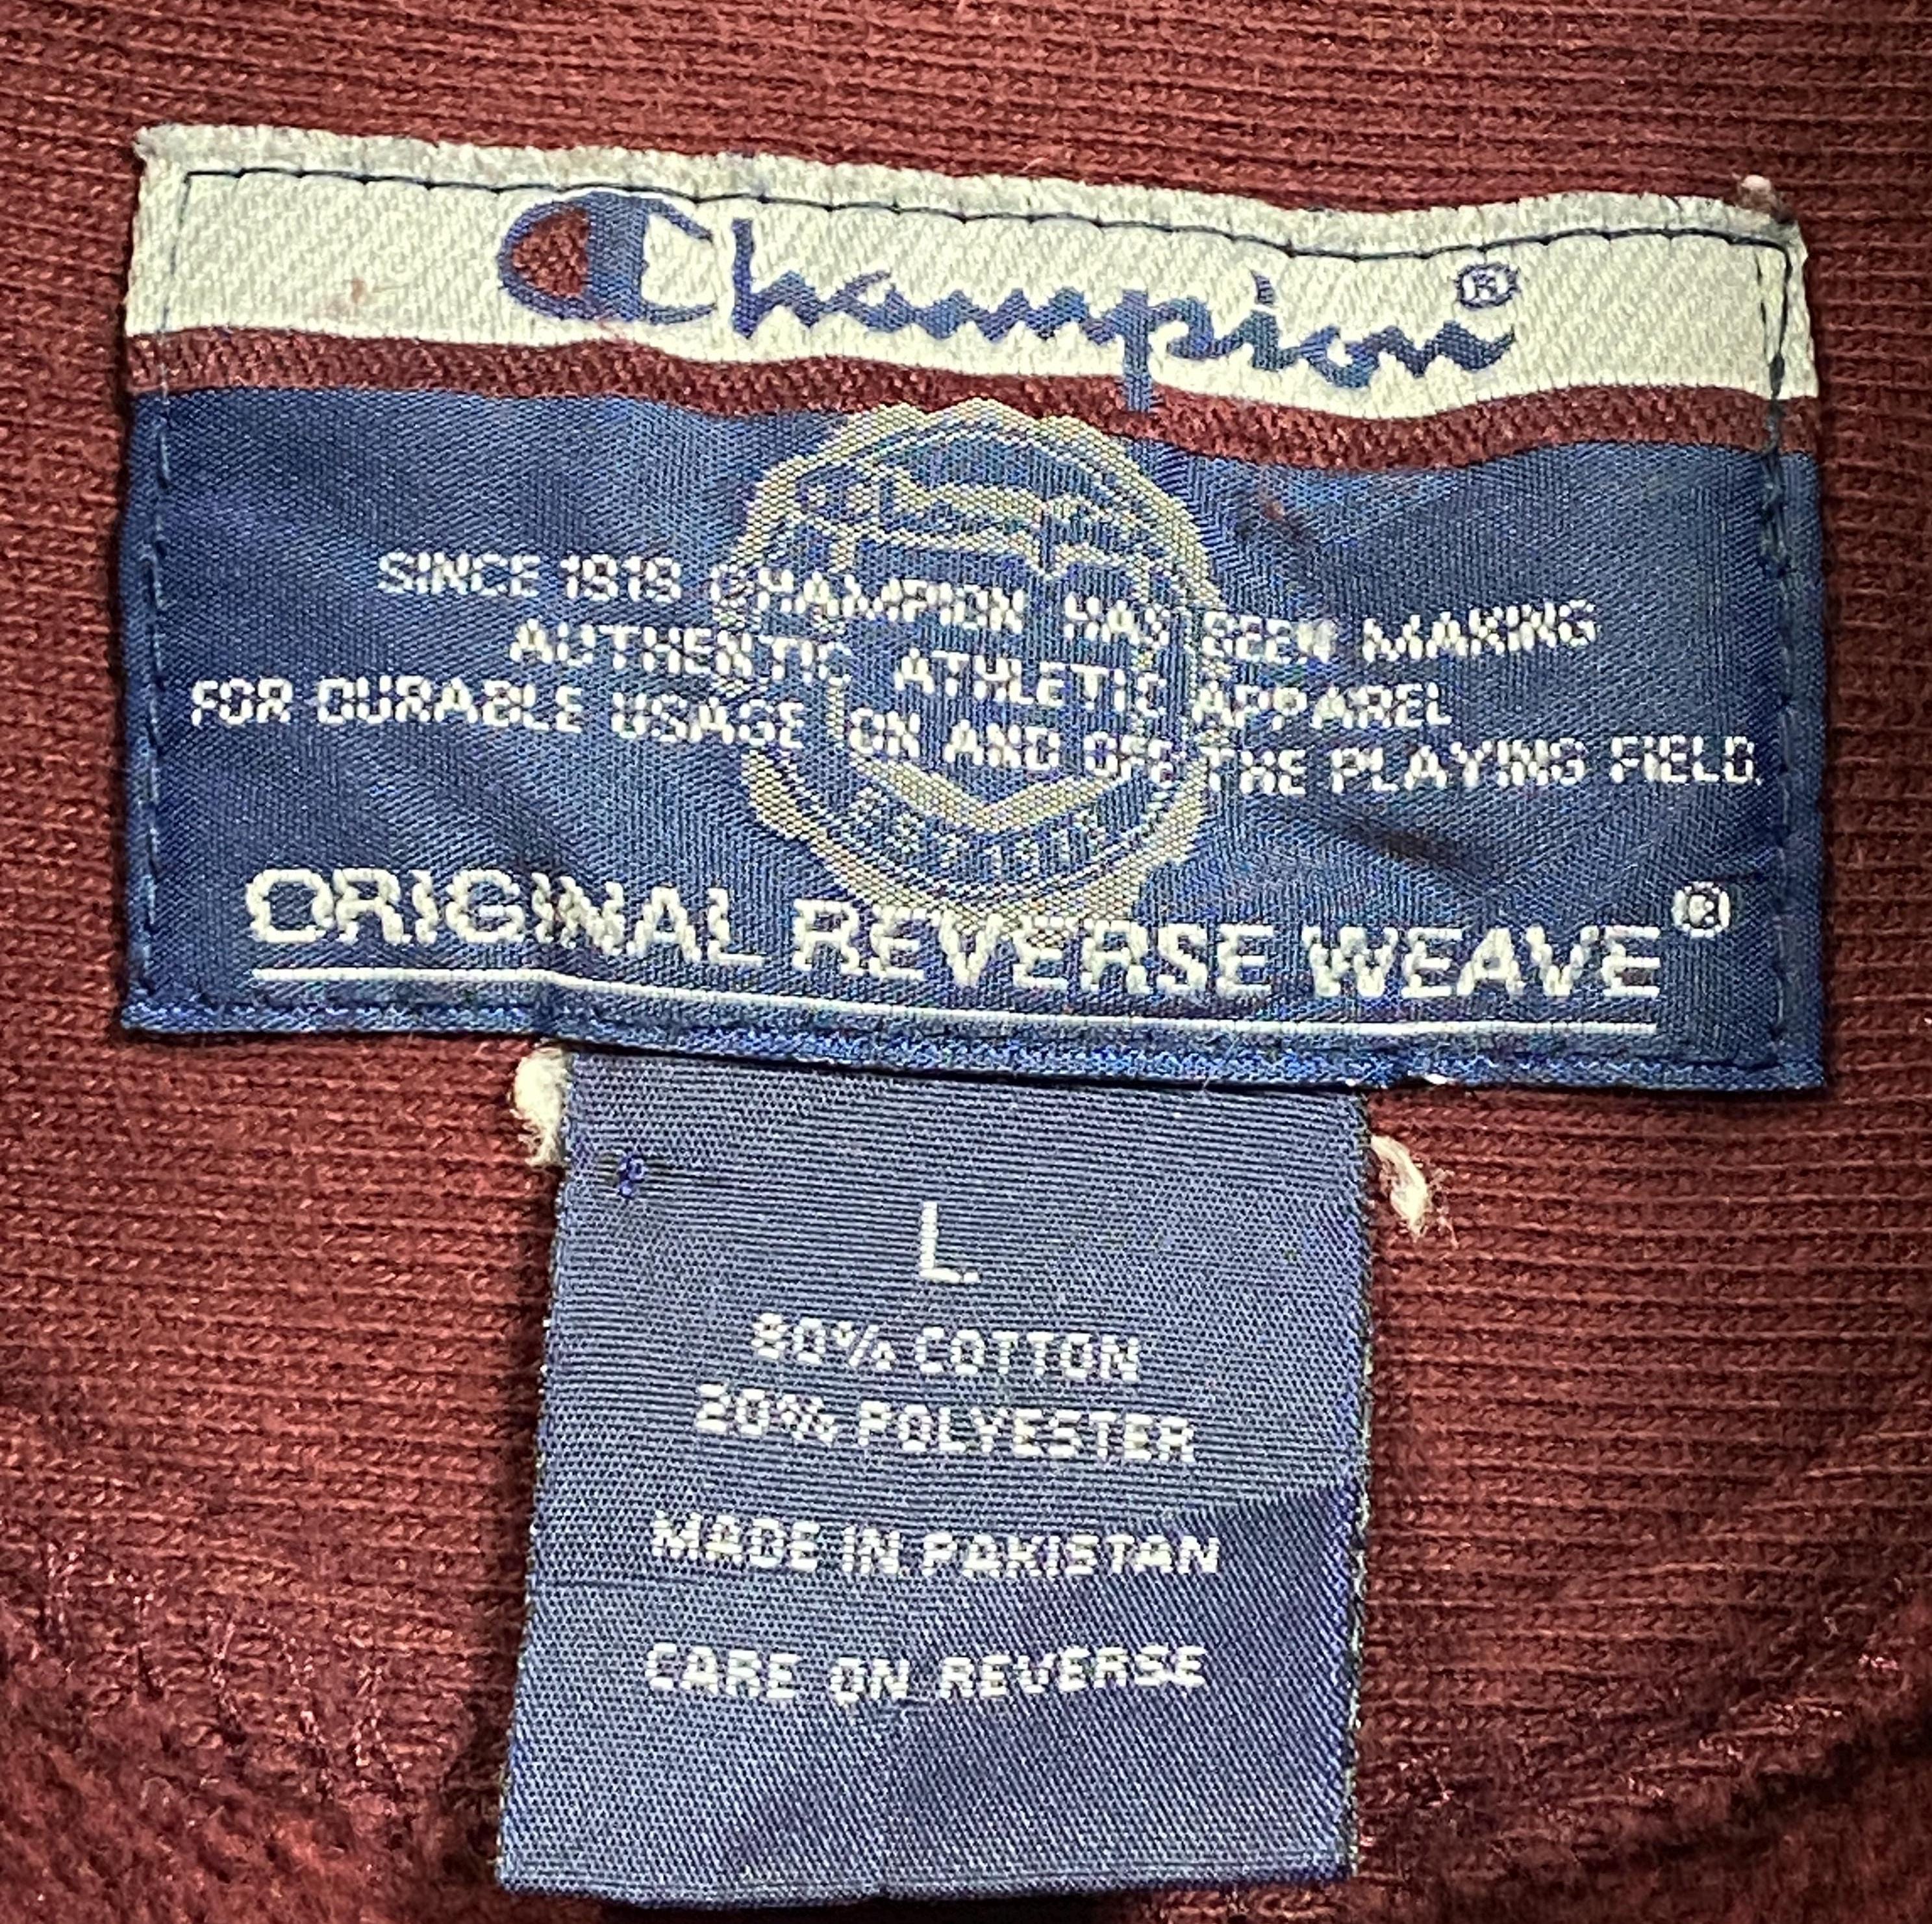 Champion®
SINCE 1919 CHAMPION HAS BEEN MAKING
AUTHENTIC ATHLETIC APPAREL
FOR DURABLE USAGE ON AND OFF THE PLAYING FIELD.
ORIGINAL REVERSE WEAVE®
L
80% COTTON
20% POLYESTER
MADE IN PAKISTAN
CARE ON REVERSE